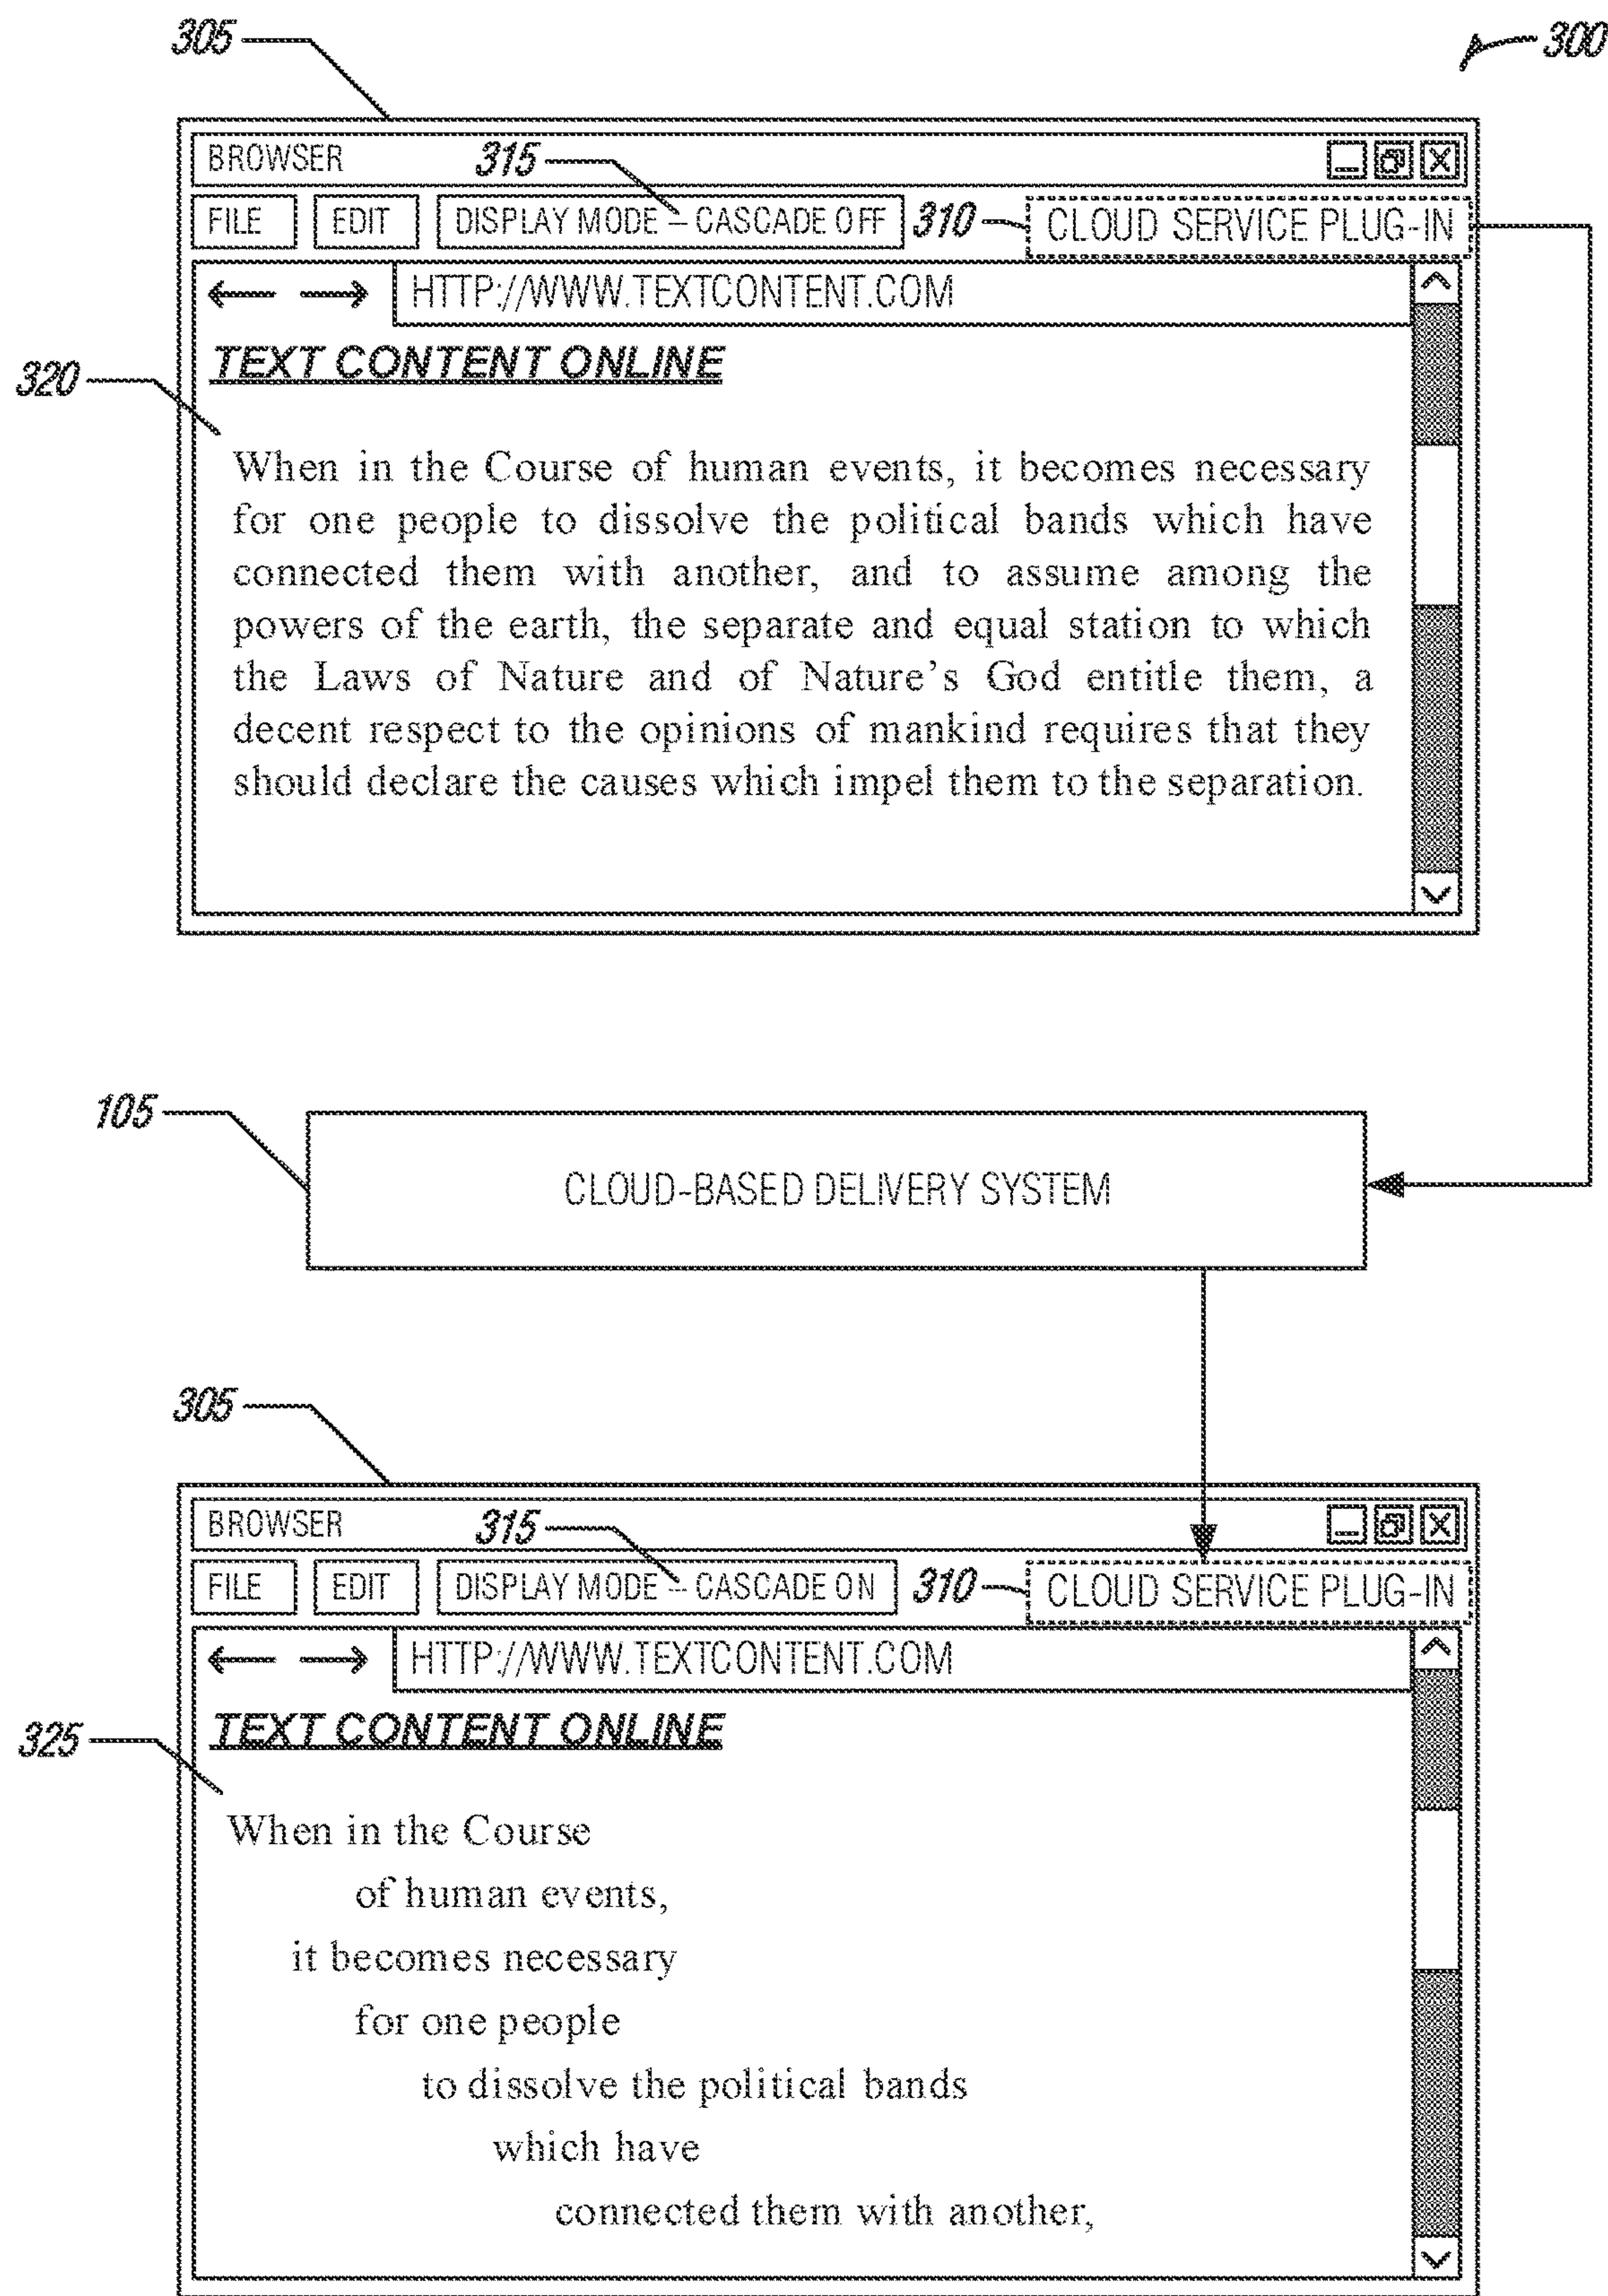 305
300
BROWSER
315
FILE
EDIT
DISPLAY MODE – CASCADE OFF
310
CLOUD SERVICE PLUG-IN
HTTP://WWW.TEXTCONTENT.COM
TEXT CONTENT ONLINE
320
When in the Course of human events, it becomes necessary
for one people to dissolve the political bands which have
connected them with another, and to assume among the
powers of the earth, the separate and equal station to which
the Laws of Nature and of Nature's God entitle them, a
decent respect to the opinions of mankind requires that they
should declare the causes which impel them to the separation.
105
CLOUD-BASED DELIVERY SYSTEM
305
BROWSER
315
FILE
EDIT
DISPLAY MODE – CASCADE ON
310
CLOUD SERVICE PLUG-IN
HTTP://WWW.TEXTCONTENT.COM
TEXT CONTENT ONLINE
325
When in the Course
of human events,
it becomes necessary
for one people
to dissolve the political bands
which have
connected them with another,